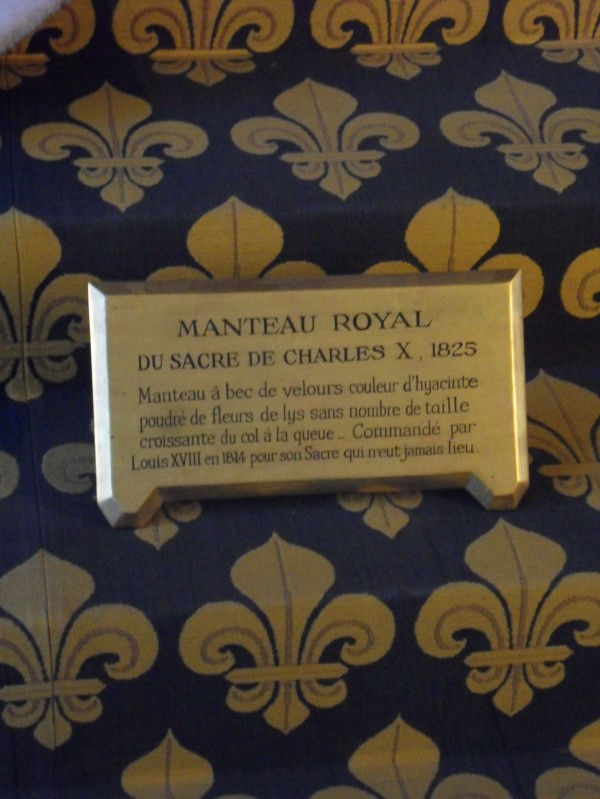 MANTEAU ROYAL
DU SACRE DE CHARLES X, 1825
Manteau à bec de velours couleur d'hyacinte
poudré de fleurs de lys sans nombre de taille
croissante du col à la queue _ Commandé par
Louis XVIII en 1814 pour son Sacre qui n'eut jamais lieu.